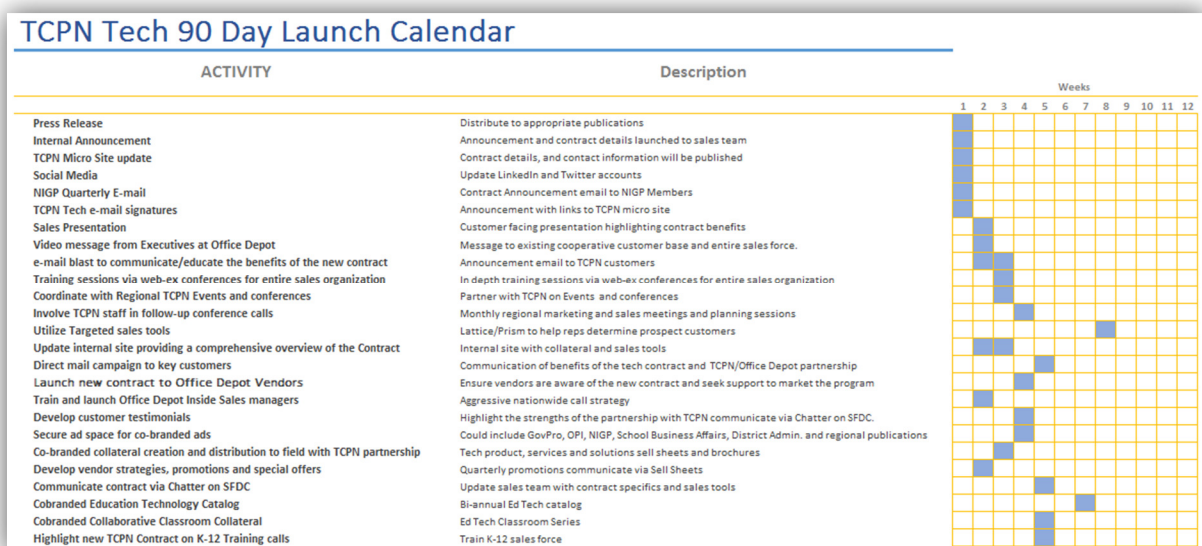 TCPN Tech 90 Day Launch Calendar
ACTIVITY Description
Weeks
1 2 3 4 5 6 7 8 9 10 11 12
Press Release Distribute to appropriate publications
Internal Announcement Announcement and contract details launched to sales team
TCPN Micro Site update Contract details, and contact information will be published
Social Media Update LinkedIn and Twitter accounts
NIGP Quarterly E-mail Contract Announcement email to NIGP Members
TCPN Tech e-mail signatures Announcement with links to TCPN micro site
Sales Presentation Customer facing presentation highlighting contract benefits
Video message from Executives at Office Depot Message to existing cooperative customer base and entire sales force.
e-mail blast to communicate/educate the benefits of the new contract Announcement email to TCPN customers
Training sessions via web-ex conferences for entire sales organization In depth training sessions via web-ex conferences for entire sales organization
Coordinate with Regional TCPN Events and conferences Partner with TCPN on Events and conferences
Involve TCPN staff in follow-up conference calls Monthly regional marketing and sales meetings and planning sessions
Utilize Targeted sales tools Lattice/Prism to help reps determine prospect customers
Update internal site providing a comprehensive overview of the Contract Internal site with collateral and sales tools
Direct mail campaign to key customers Communication of benefits of the tech contract and TCPN/Office Depot partnership
Launch new contract to Office Depot Vendors Ensure vendors are aware of the new contract and seek support to market the program
Train and launch Office Depot Inside Sales managers Aggressive nationwide call strategy
Develop customer testimonials Highlight the strengths of the partnership with TCPN communicate via Chatter on SFDC.
Secure ad space for co-branded ads Could include GovPro, OPI, NIGP, School Business Affairs, District Admin. and regional publications
Co-branded collateral creation and distribution to field with TCPN partnership Tech product, services and solutions sell sheets and brochures
Develop vendor strategies, promotions and special offers Quarterly promotions communicate via Sell Sheets
Communicate contract via Chatter on SFDC Update sales team with contract specifics and sales tools
Cobranded Education Technology Catalog Bi-annual Ed Tech catalog
Cobranded Collaborative Classroom Collateral Ed Tech Classroom Series
Highlight new TCPN Contract on K-12 Training calls Train K-12 sales force